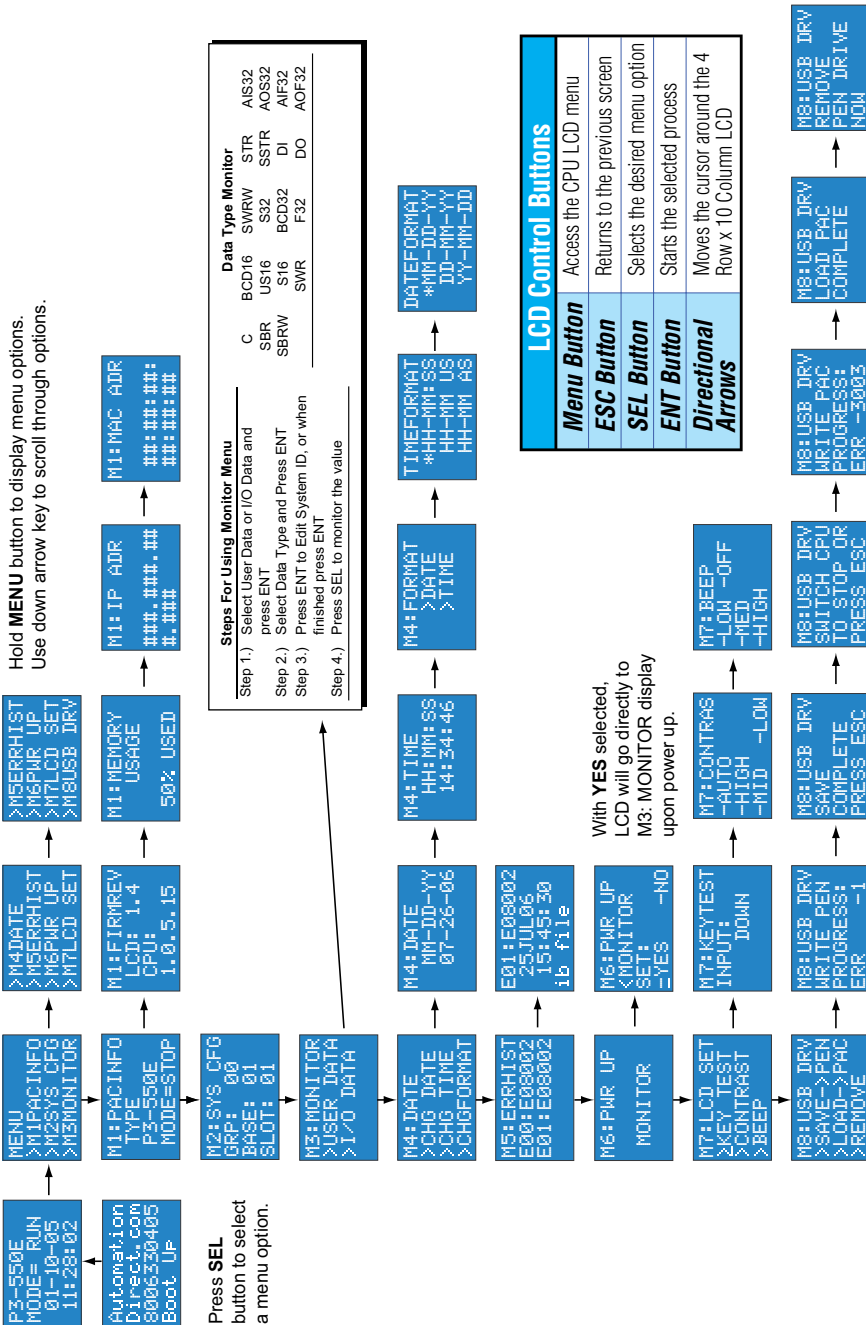 Hold MENU button to display menu options.
Use down arrow key to scroll through options.
P3-550E
MODE= RUN
01-10-05
11:28:02
Automation
Direct.com
8006330405
Boot Up
MENU
>M1PACINFO
>M2SYS CFG
>M3MONITOR
>M4DATE
>M5ERRHIST
>M6PWR UP
>M7LCD SET
>M5ERRHIST
>M6PWR UP
>M7LCD SET
>M8USB DRV
M1:PACINFO
TYPE
P3-550E
MODE=STOP
M1:FIRMREV
LCD: 1.4
CPU:
1.0.5.15
M1:MEMORY
USAGE
50% USED
M1:IP ADR
###.###.##
#.###
M1:MAC ADR
##:##:##:
##:##:##
Press SEL
button to select
a menu option.
M2:SYS CFG
GRP: 00
BASE: 01
SLOT: 01
M3:MONITOR
>USER DATA
>I/O DATA
Steps For Using Monitor Menu
Step 1.) Select User Data or I/O Data and
press ENT
Step 2.) Select Data Type and Press ENT
Step 3.) Press ENT to Edit System ID, or when
finished press ENT
Step 4.) Press SEL to monitor the value
Data Type Monitor
C BCD16 SWRW STR AIS32
SBR US16 S32 SSTR AOS32
SBRW S16 BCD32 DI AIF32
SWR F32 DO AOF32
M4:DATE
>CHG DATE
>CHG TIME
>CHGFORMAT
M4:DATE
MM-DD-YY
07-26-06
M4:TIME
HH:MM:SS
14:34:46
M4:FORMAT
>DATE
>TIME
TIMEFORMAT
*HH-MM:SS
HH-MM US
HH-MM AS
DATEFORMAT
*MM-DD-YY
DD-MM-YY
YY-MM-DD
M5:ERRHIST
E00:E08002
E01:E08002
E01:E08002
25JUL06
15:45:30
ib file
M6:PWR UP
MONITOR
M6:PWR UP
<MONITOR
SET:
=YES -NO
With YES selected,
LCD will go directly to
M3: MONITOR display
upon power up.
M7:LCD SET
>KEY TEST
>CONTRAST
>BEEP
M7:KEYTEST
INPUT:
DOWN
M7:CONTRAS
-AUTO
-HIGH
-MID -LOW
M7:BEEP
-LOW -OFF
-MED
-HIGH
LCD Control Buttons
Menu Button Access the CPU LCD menu
ESC Button Returns to the previous screen
SEL Button Selects the desired menu option
ENT Button Starts the selected process
Directional Arrows Moves the cursor around the 4
Row x 10 Column LCD
M8:USB DRV
>SAVE->PEN
>LOAD->PAC
>REMOVE
M8:USB DRV
WRITE PEN
PROGRESS:
ERR -1
M8:USB DRV
SAVE
COMPLETE
PRESS ESC
M8:USB DRV
SWITCH CPU
TO STOP OR
PRESS ESC
M8:USB DRV
WRITE PAC
PROGRESS:
ERR -3003
M8:USB DRV
LOAD PAC
COMPLETE
M8:USB DRV
REMOVE
PEN DRIVE
NOW